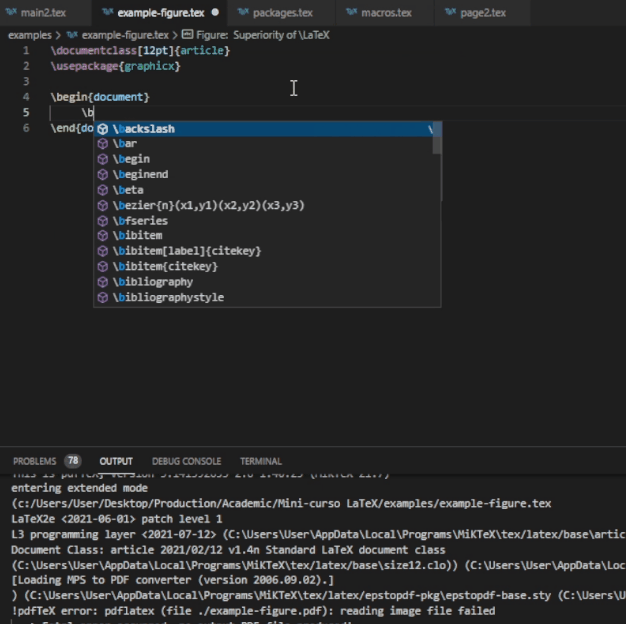 main2.tex example-figure.tex packages.tex macros.tex page2.tex
examples > example-figure.tex > Figure: Superiority of \LaTeX
1 \documentclass[12pt]{article}
2 \usepackage{graphicx}
3
4 \begin{document}
5 \b
6 \end{do
\backslash \
\bar
\begin
\beginend
\beta
\bezier{n}(x1,y1)(x2,y2)(x3,y3)
\bfseries
\bibitem
\bibitem[label]{citekey}
\bibitem{citekey}
\bibliography
\bibliographystyle
PROBLEMS 78 OUTPUT DEBUG CONSOLE TERMINAL
entering extended mode
(c:/Users/User/Desktop/Production/Academic/Mini-curso LaTeX/examples/example-figure.tex
LaTeX2e <2021-06-01> patch level 1
L3 programming layer <2021-07-12> (C:\Users\User\AppData\Local\Programs\MiKTeX\tex/latex/base\artic
Document Class: article 2021/02/12 v1.4n Standard LaTeX document class
(C:\Users\User\AppData\Local\Programs\MiKTeX\tex/latex/base\size12.clo)) (C:\Users\User\AppData\Loc
[Loading MPS to PDF converter (version 2006.09.02).]
) (C:\Users\User\AppData\Local\Programs\MiKTeX\tex/latex/epstopdf-pkg\epstopdf-base.sty (C:\Users\U
!pdfTeX error: pdflatex (file ./example-figure.pdf): reading image file failed